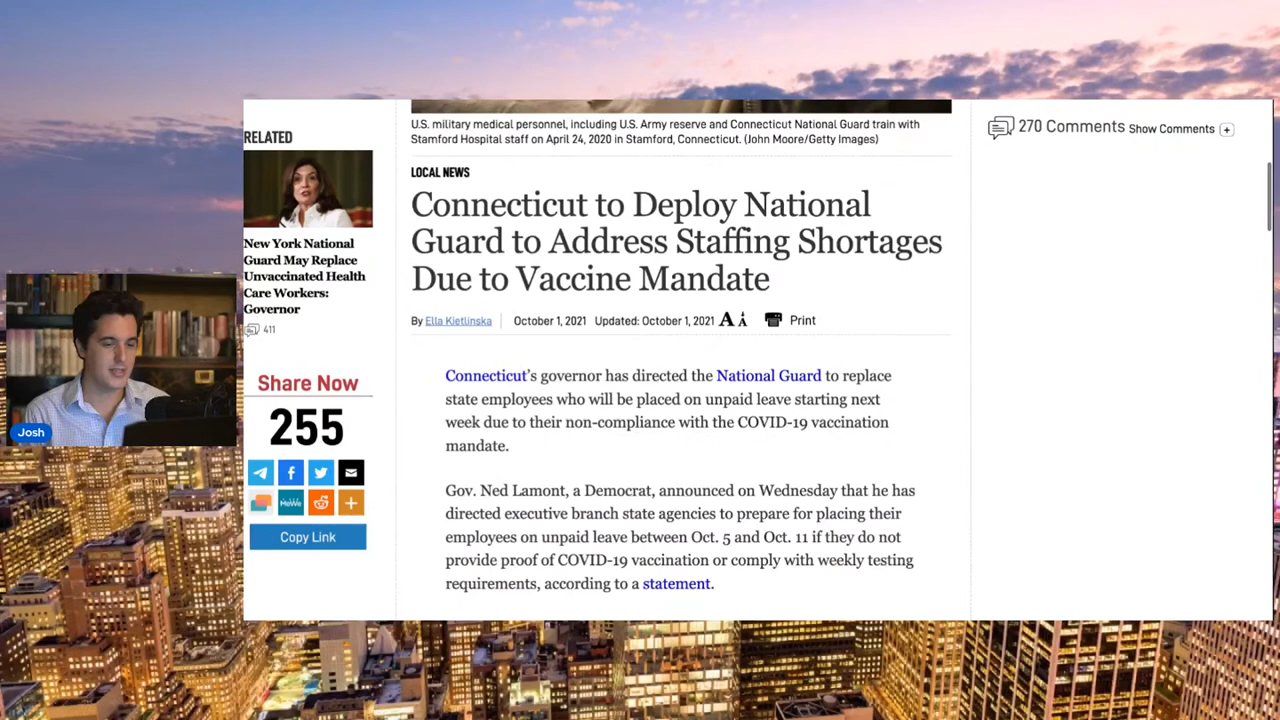 U.S. military medical personnel, including U.S. Army reserve and Connecticut National Guard train with
Stamford Hospital staff on April 24, 2020 in Stamford, Connecticut. (John Moore/Getty Images)
270 Comments Show Comments +
RELATED
LOCAL NEWS
Connecticut to Deploy National
Guard to Address Staffing Shortages
Due to Vaccine Mandate
New York National
Guard May Replace
Unvaccinated Health
Care Workers:
Governor
411
By Ella Kietlinska October 1, 2021 Updated: October 1, 2021 A A Print
Share Now
255
MeWe
Copy Link
Connecticut's governor has directed the National Guard to replace
state employees who will be placed on unpaid leave starting next
week due to their non-compliance with the COVID-19 vaccination
mandate.
Gov. Ned Lamont, a Democrat, announced on Wednesday that he has
directed executive branch state agencies to prepare for placing their
employees on unpaid leave between Oct. 5 and Oct. 11 if they do not
provide proof of COVID-19 vaccination or comply with weekly testing
requirements, according to a statement.
Josh